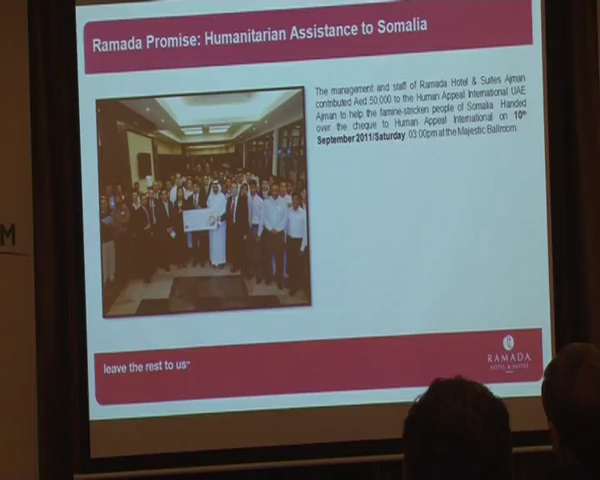 Ramada Promise: Humanitarian Assistance to Somalia
The management and staff of Ramada Hotel & Suites Ajman
contributed Aed 50,000 to the Human Appeal International UAE
Ajman to help the famine-stricken people of Somalia. Handed
over the cheque to Human Appeal International on 10th
September 2011/Saturday, 03:00pm at the Majestic Ballroom.
M
leave the rest to us
RAMADA
HOTEL & SUITES